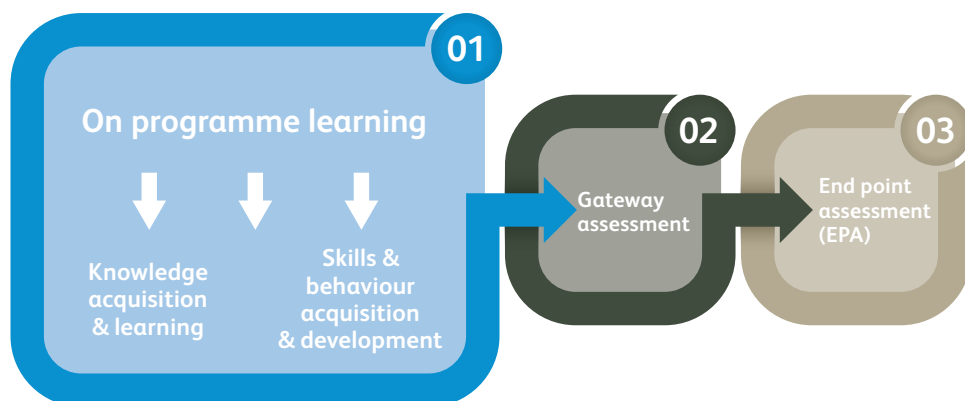 01
On programme learning
Knowledge
acquisition
& learning
Skills &
behaviour
acquisition
& development
02
Gateway
assessment
03
End point
assessment
(EPA)